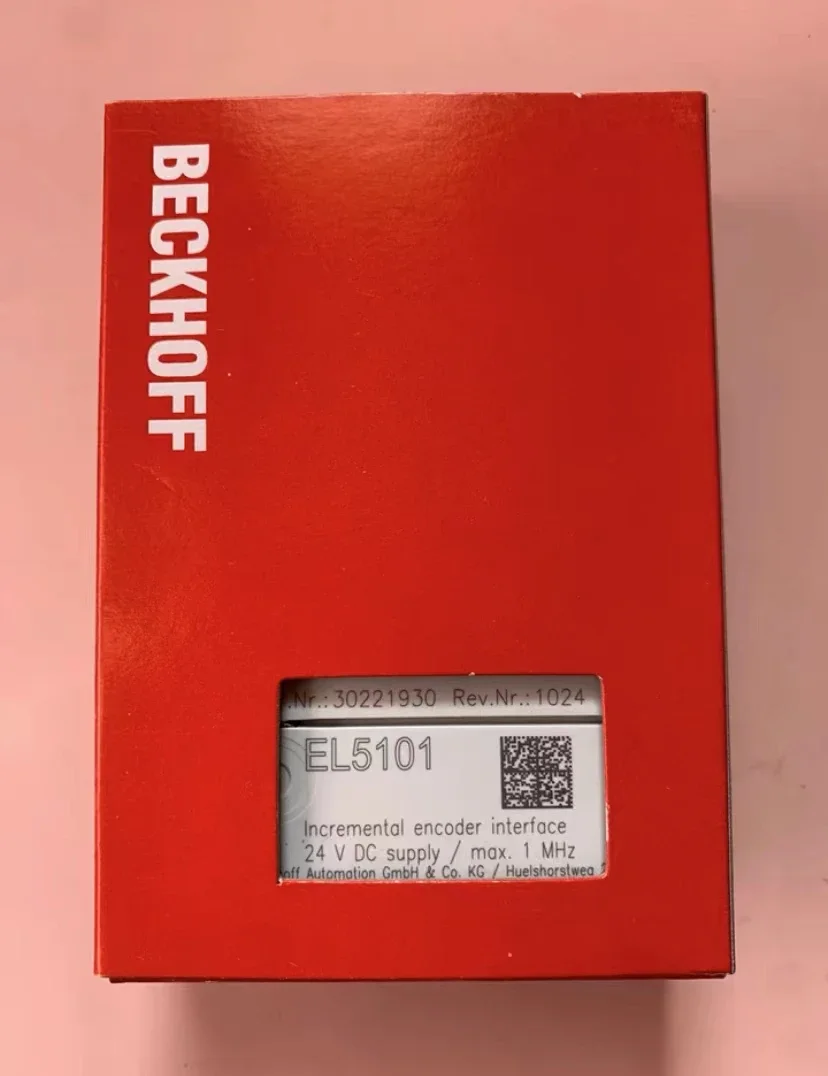 BECKHOFF
.Nr.:30221930 Rev.Nr.:1024
EL5101
Incremental encoder interface
24 V DC supply / max. 1 MHz
off Automation GmbH & Co. KG / Huelshorstweg